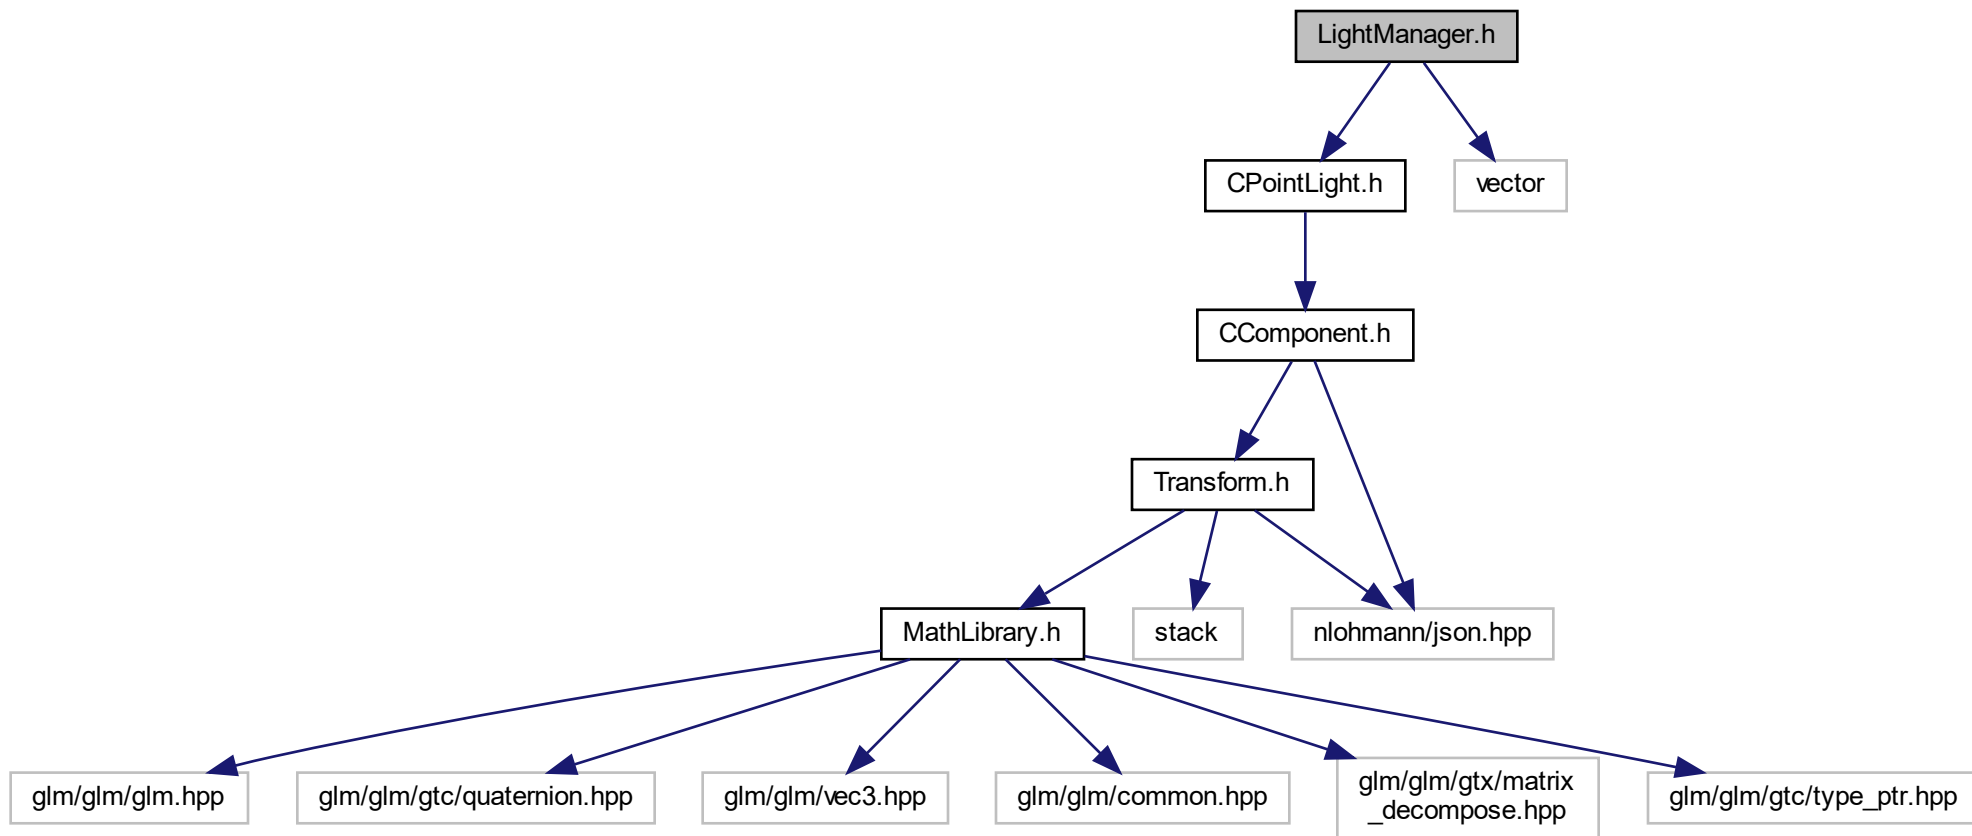 LightManager.h
CPointLight.h
vector
CComponent.h
Transform.h
MathLibrary.h
stack
nlohmann/json.hpp
glm/glm/glm.hpp
glm/glm/gtc/quaternion.hpp
glm/glm/vec3.hpp
glm/glm/common.hpp
glm/glm/gtx/matrix
_decompose.hpp
glm/glm/gtc/type_ptr.hpp